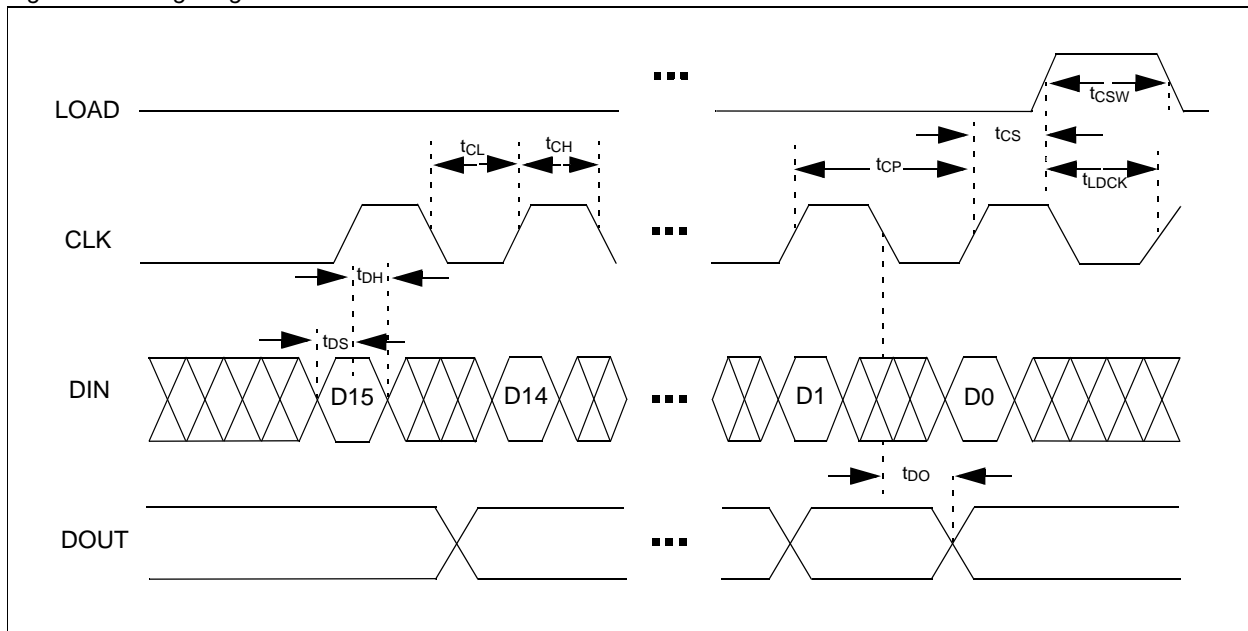 LOAD
tCSW
tCL
tCH
tCS
tCP
tLDCK
CLK
tDH
tDS
DIN
D15
D14
D1
D0
tDO
DOUT